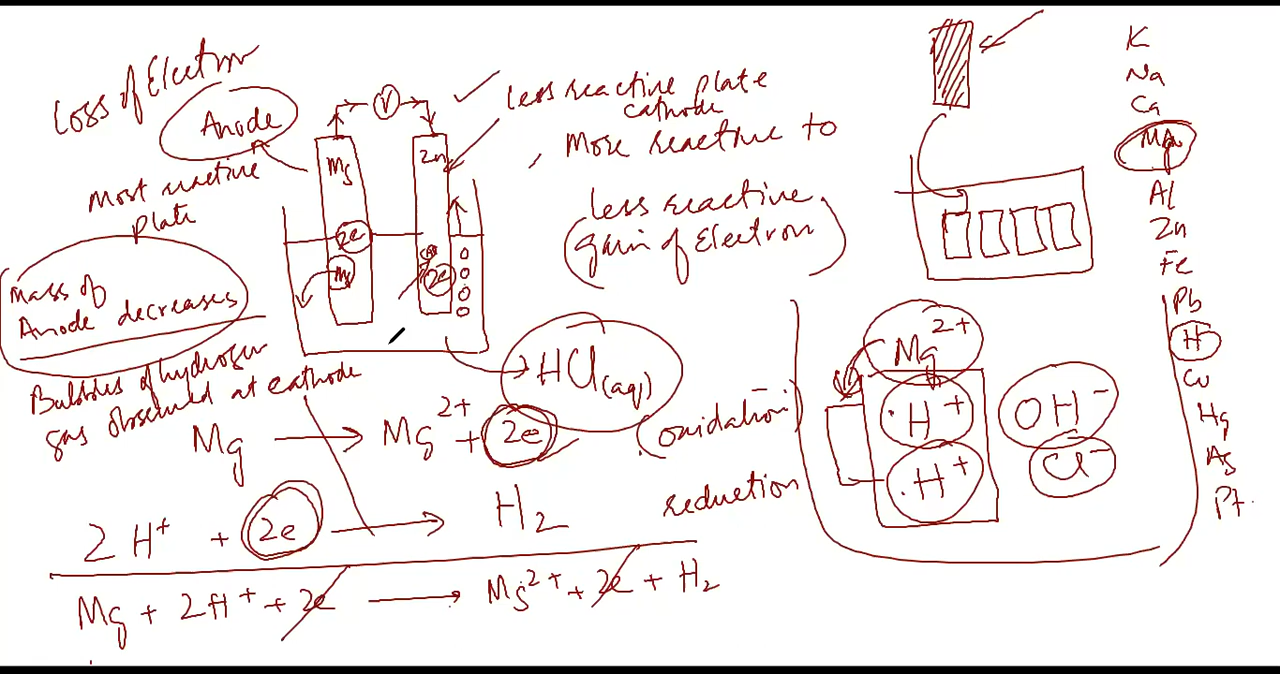 Loss of Electron
Anode
Most reactive
plate
Mass of
Anode decreases
Bubbles of hydrogen
gas observed at cathode
V
Mg
Zn
2e
Mg
2e
less reactive plate
cathode
, More reactive to
less reactive
(gain of Electron)
HCl(aq)
Mg → Mg2+ + 2e (oxidation)
2 H+ + 2e → H2 reduction
Mg + 2H+ + 2e → Mg2+ + 2e + H2
Mg2+
.H+ OH-
.H+ Cl-
K
Na
Ca
Mg
Al
Zn
Fe
Pb
H
Cu
Hg
Ag
Pt.